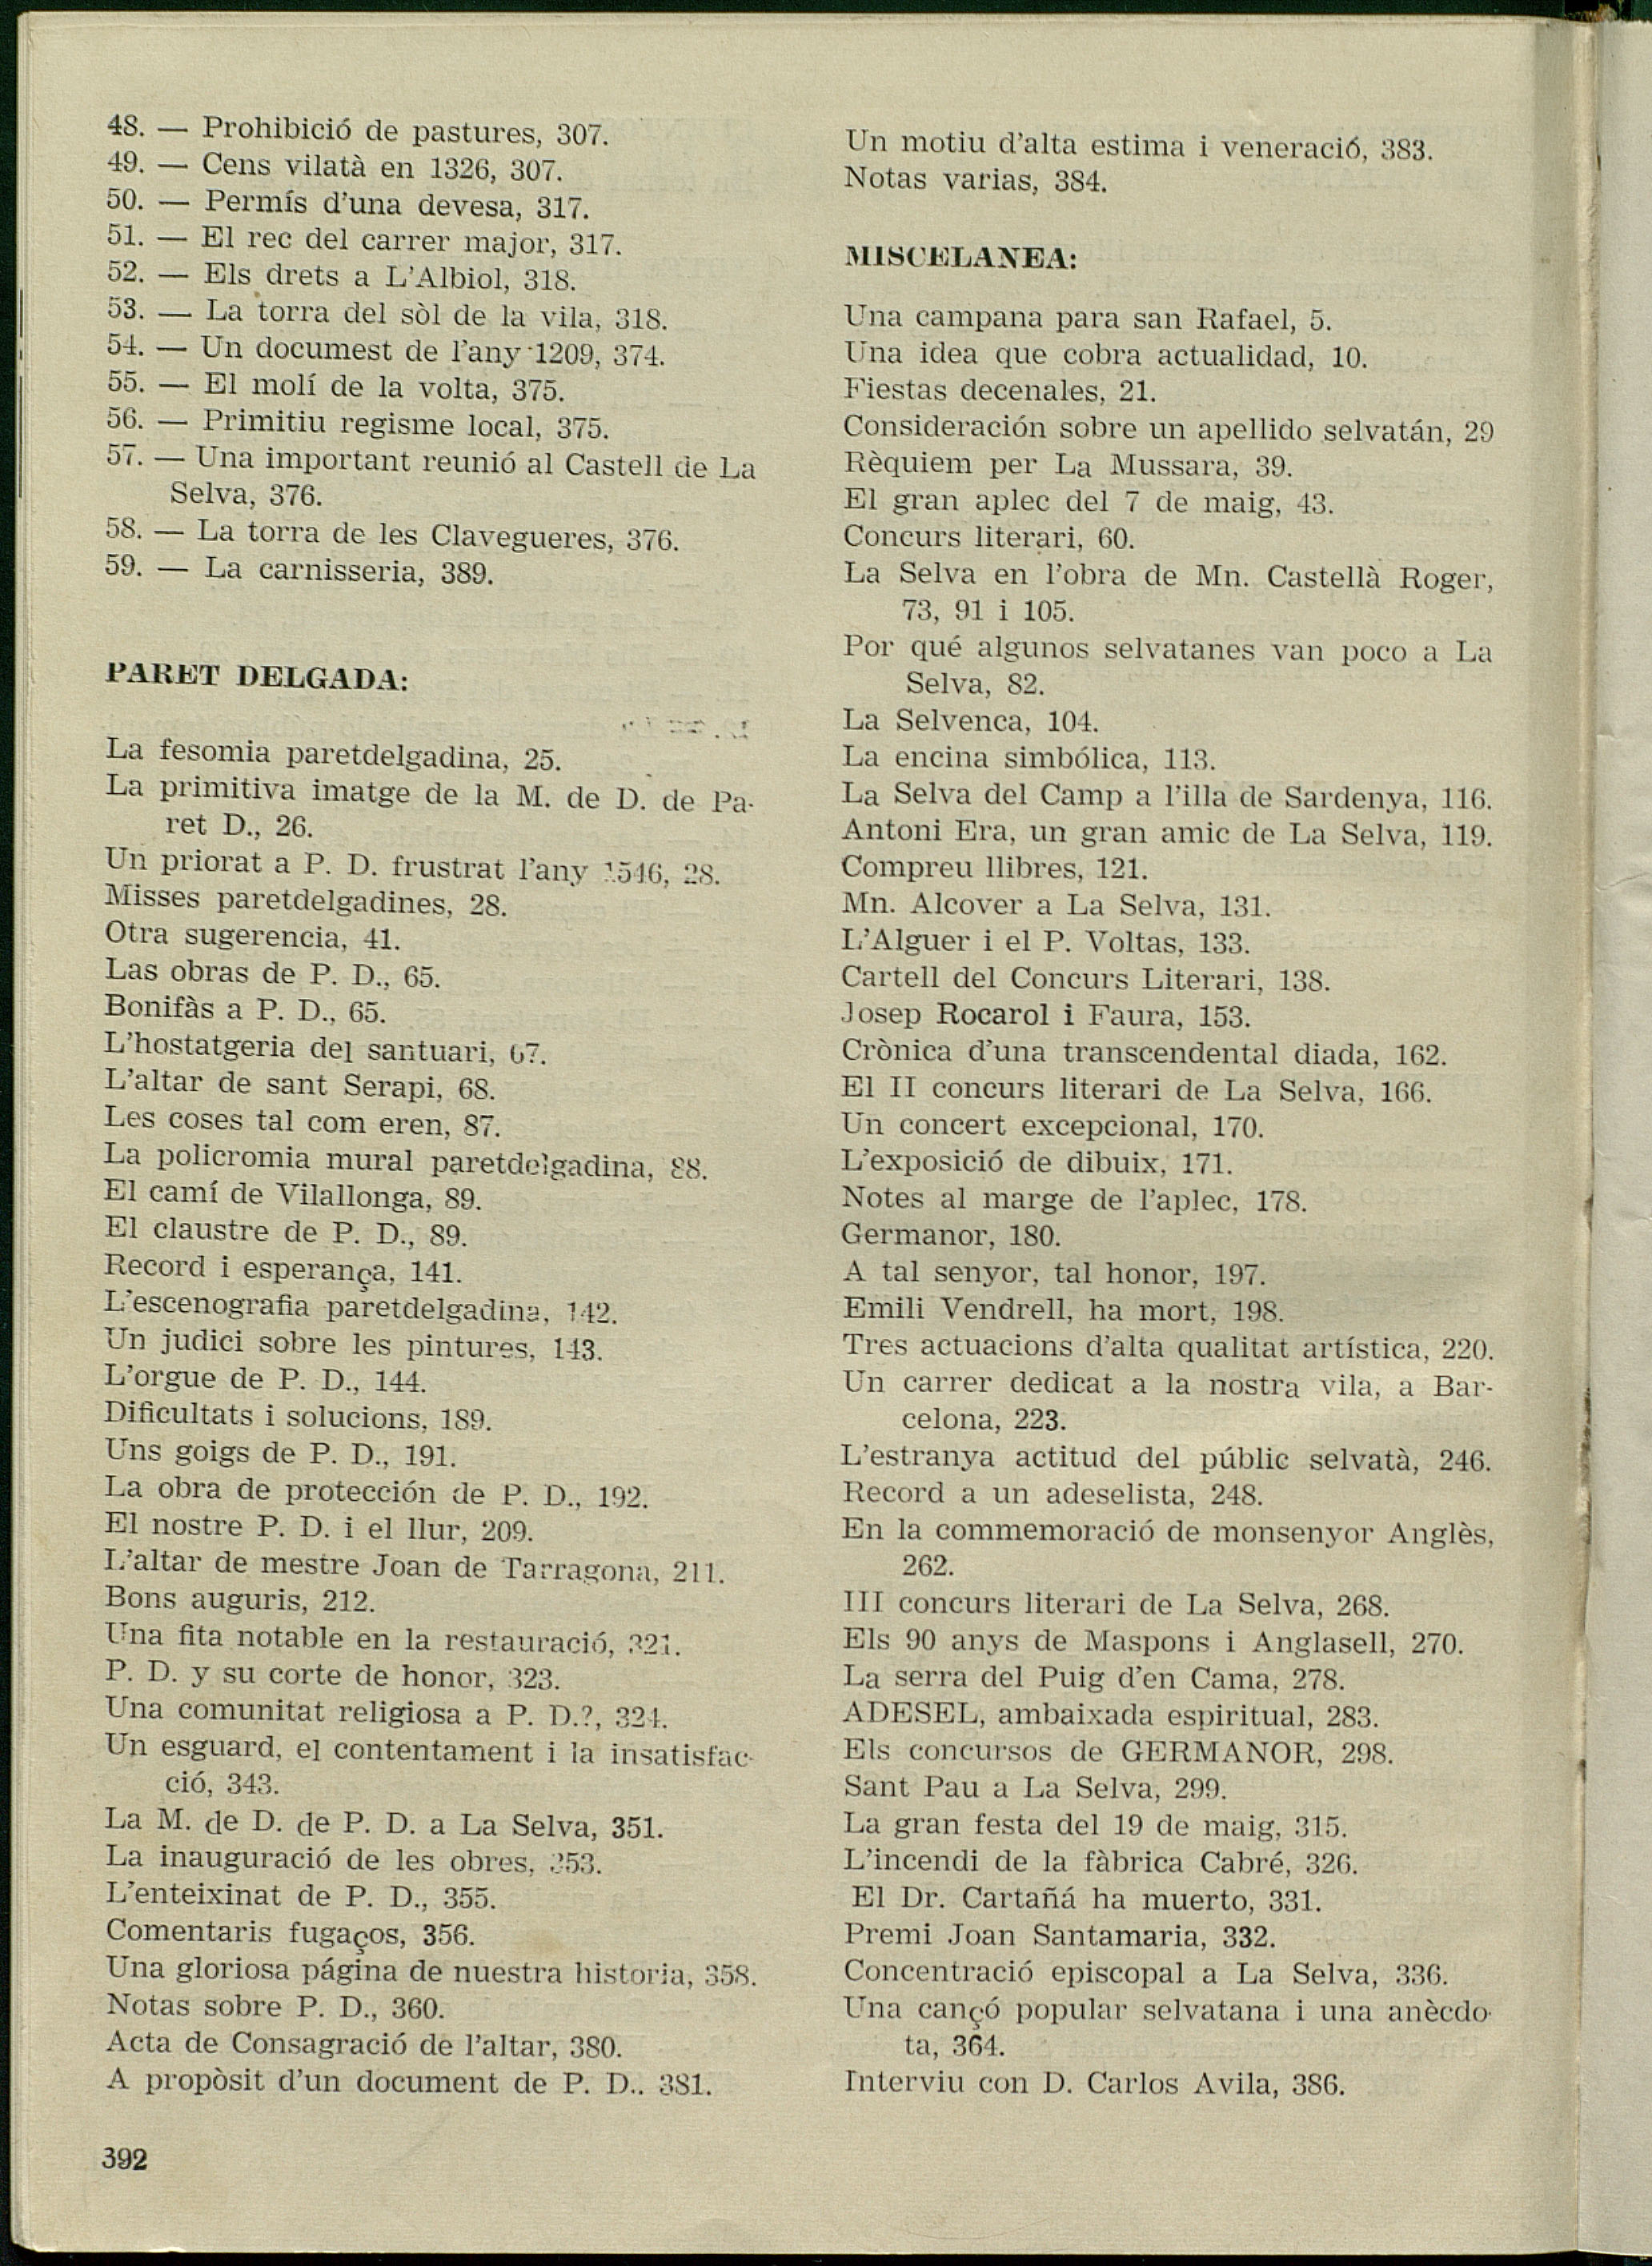 48. — Prohibició de pastures, 307.
49. — Cens vilatà en 1326, 307.
50. — Permís d'una devesa, 317.
51. — El rec del carrer major, 317.
52. — Els drets a L'Albiol, 318.
53. — La torra del sòl de la vila, 318.
54. — Un documest de l'any 1209, 374.
55. — El molí de la volta, 375.
56. — Primitiu regisme local, 375.
57. — Una important reunió al Castell de La
Selva, 376.
58. — La torra de les Clavegueres, 376.
59. — La carnisseria, 389.
PARET DELGADA:
La fesomia paretdelgadina, 25.
La primitiva imatge de la M. de D. de Pa-
ret D., 26.
Un priorat a P. D. frustrat l'any 1546, 28.
Misses paretdelgadines, 28.
Otra sugerencia, 41.
Las obras de P. D., 65.
Bonifàs a P. D., 65.
L'hostatgeria del santuari, 67.
L'altar de sant Serapi, 68.
Les coses tal com eren, 87.
La policromia mural paretdelgadina, 88.
El camí de Vilallonga, 89.
El claustre de P. D., 89.
Record i esperança, 141.
L'escenografia paretdelgadina, 142.
Un judici sobre les pintures, 143.
L'orgue de P. D., 144.
Dificultats i solucions, 189.
Uns goigs de P. D., 191.
La obra de protección de P. D., 192.
El nostre P. D. i el llur, 209.
L'altar de mestre Joan de Tarragona, 211.
Bons auguris, 212.
Una fita notable en la restauració, 321.
P. D. y su corte de honor, 323.
Una comunitat religiosa a P. D.?, 324.
Un esguard, el contentament i la insatisfac-
ció, 343.
La M. de D. de P. D. a La Selva, 351.
La inauguració de les obres, 353.
L'enteixinat de P. D., 355.
Comentaris fugaços, 356.
Una gloriosa página de nuestra historia, 358.
Notas sobre P. D., 360.
Acta de Consagració de l'altar, 380.
A propòsit d'un document de P. D.. 381.
392
Un motiu d'alta estima i veneració, 383.
Notas varias, 384.
MISCELANEA:
Una campana para san Rafael, 5.
Una idea que cobra actualidad, 10.
Fiestas decenales, 21.
Consideración sobre un apellido selvatán, 29
Rèquiem per La Mussara, 39.
El gran aplec del 7 de maig, 43.
Concurs literari, 60.
La Selva en l'obra de Mn. Castellà Roger,
73, 91 i 105.
Por qué algunos selvatanes van poco a La
Selva, 82.
La Selvenca, 104.
La encina simbólica, 113.
La Selva del Camp a l'illa de Sardenya, 116.
Antoni Era, un gran amic de La Selva, 119.
Compreu llibres, 121.
Mn. Alcover a La Selva, 131.
L'Alguer i el P. Voltas, 133.
Cartell del Concurs Literari, 138.
Josep Rocarol i Faura, 153.
Crònica d'una transcendental diada, 162.
El II concurs literari de La Selva, 166.
Un concert excepcional, 170.
L'exposició de dibuix, 171.
Notes al marge de l'aplec, 178.
Germanor, 180.
A tal senyor, tal honor, 197.
Emili Vendrell, ha mort, 198.
Tres actuacions d'alta qualitat artística, 220.
Un carrer dedicat a la nostra vila, a Bar-
celona, 223.
L'estranya actitud del públic selvatà, 246.
Record a un adeselista, 248.
En la commemoració de monsenyor Anglès,
262.
III concurs literari de La Selva, 268.
Els 90 anys de Maspons i Anglasell, 270.
La serra del Puig d'en Cama, 278.
ADESEL, ambaixada espiritual, 283.
Els concursos de GERMANOR, 298.
Sant Pau a La Selva, 299.
La gran festa del 19 de maig, 315.
L'incendi de la fàbrica Cabré, 326.
El Dr. Cartañá ha muerto, 331.
Premi Joan Santamaria, 332.
Concentració episcopal a La Selva, 336.
Una cançó popular selvatana i una anècdo-
ta, 364.
Interviu con D. Carlos Avila, 386.